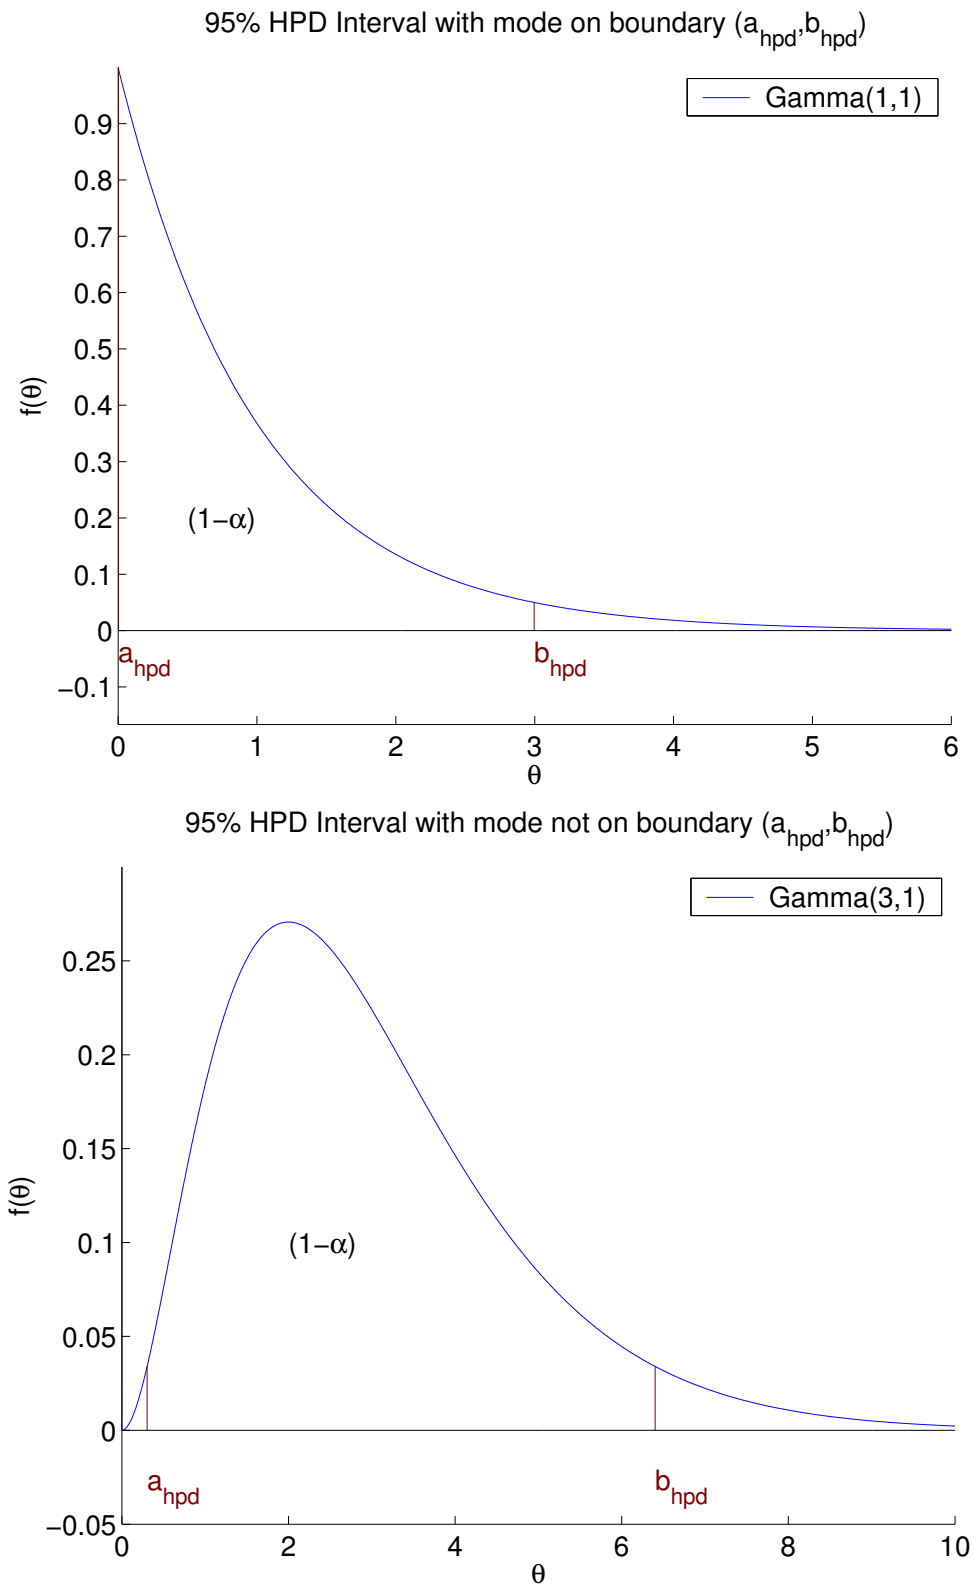 95% HPD Interval with mode on boundary (a_hpd,b_hpd)
Gamma(1,1)
0.9
0.8
0.7
0.6
0.5
0.4
0.3
0.2
0.1
0
−0.1
f(θ)
(1−α)
a_hpd
b_hpd
0 1 2 3 4 5 6
θ
95% HPD Interval with mode not on boundary (a_hpd,b_hpd)
Gamma(3,1)
0.25
0.2
0.15
0.1
0.05
0
−0.05
f(θ)
(1−α)
a_hpd
b_hpd
0 2 4 6 8 10
θ